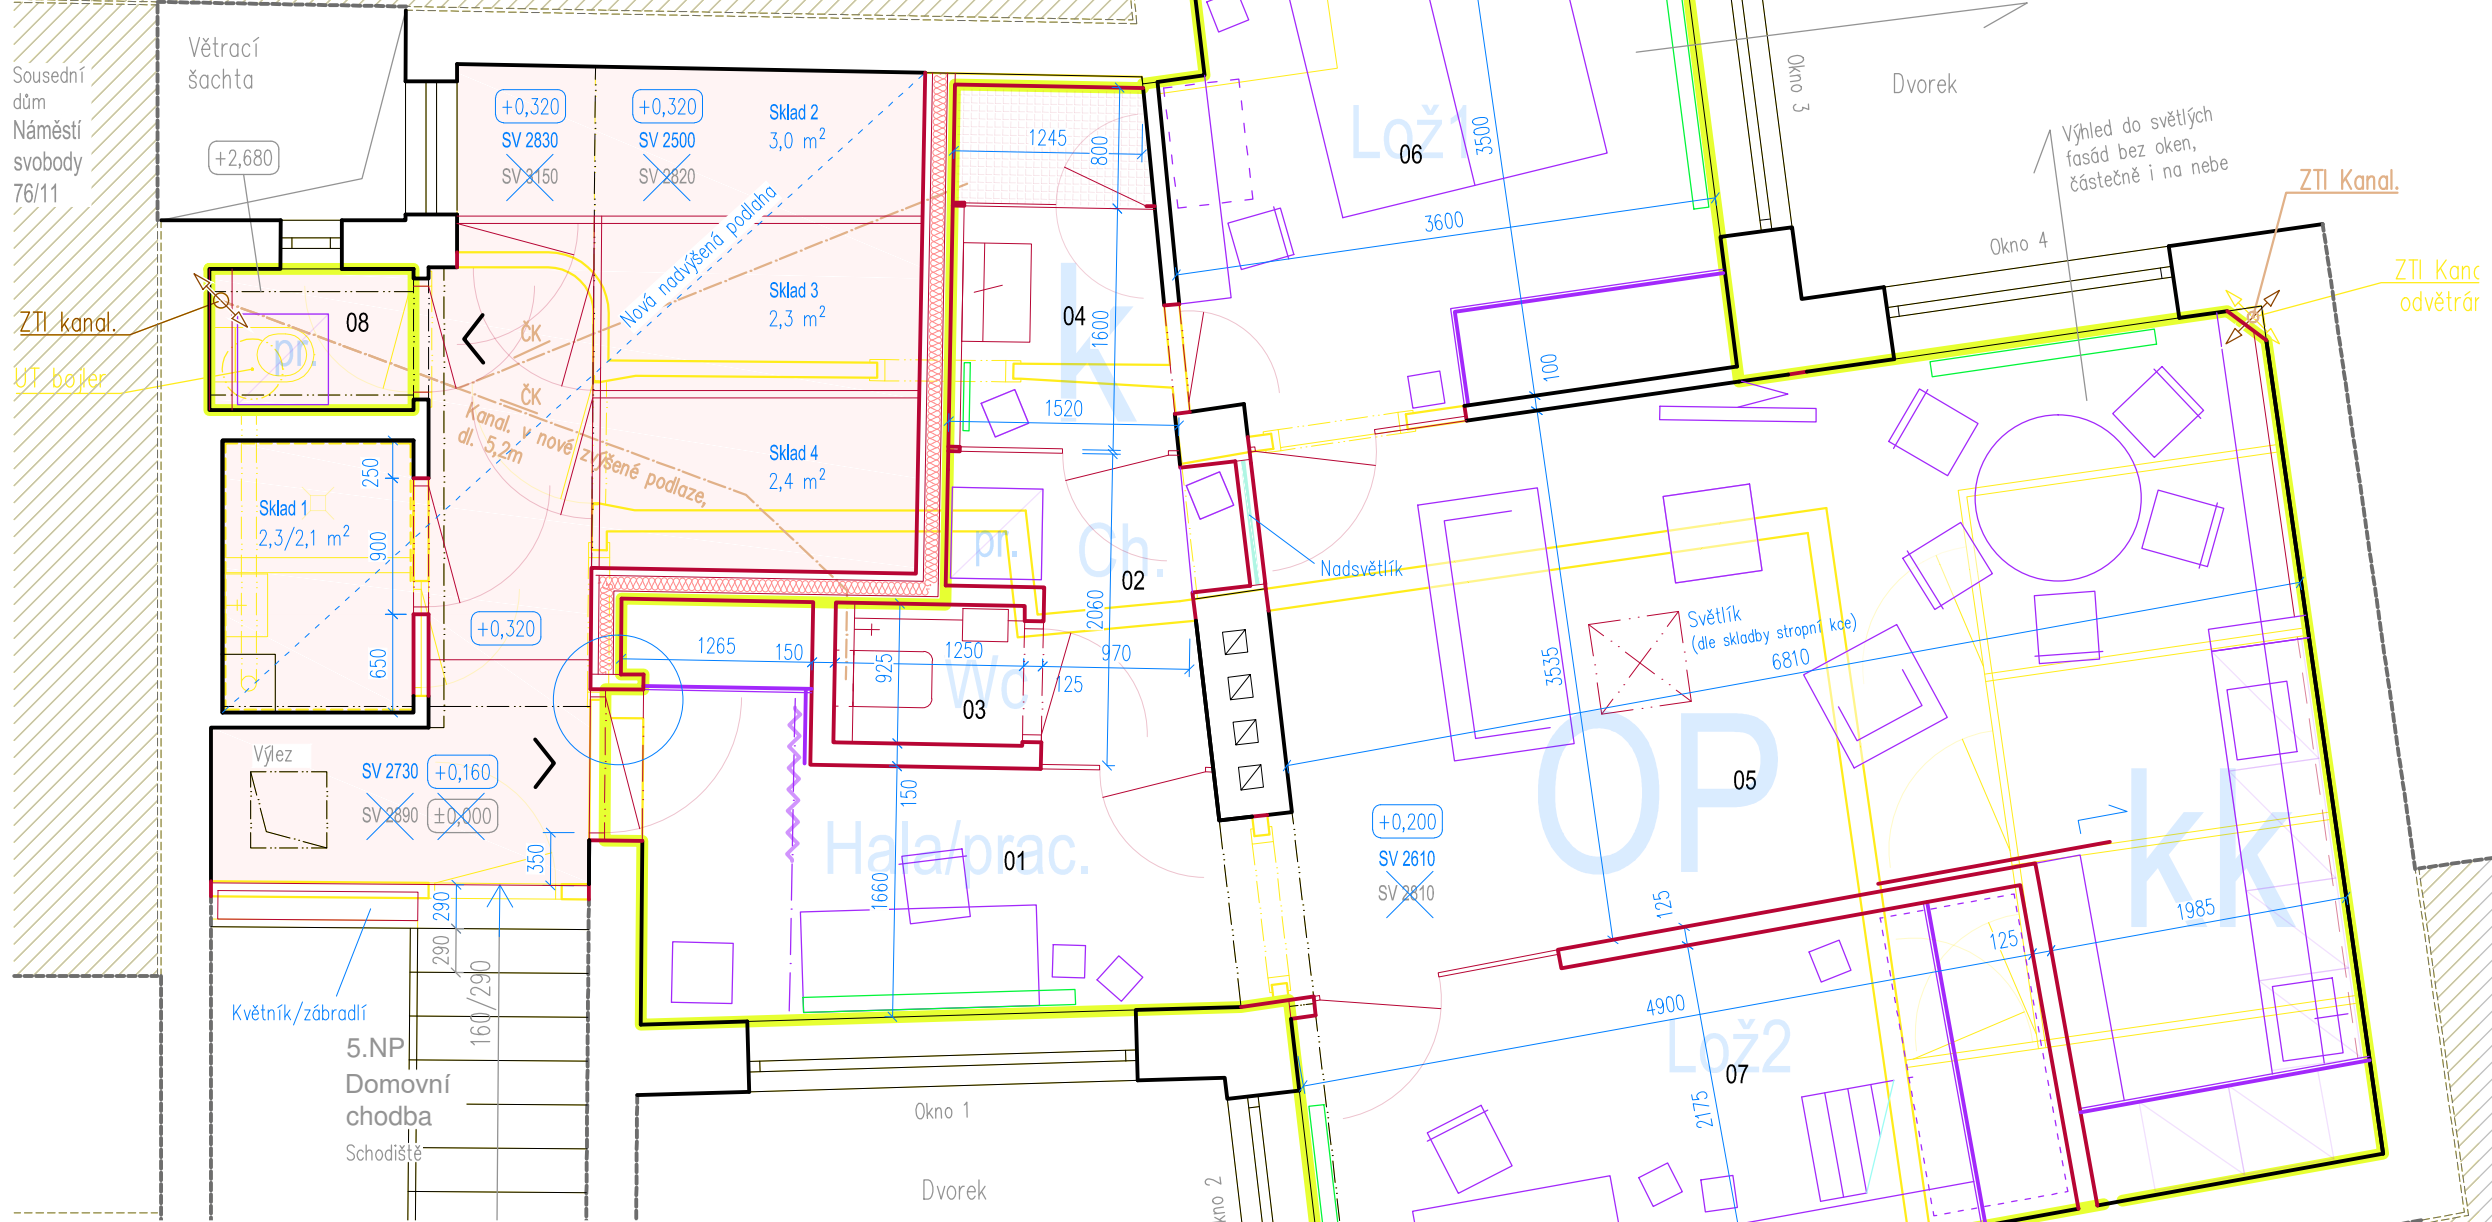 Sousední
dům
Náměstí
svobody
76/11
Větrací
šachta
+2,680
ZTI kanal.
UT bojler
pr.
08
+0,320
SV 2830
SV 3150
+0,320
SV 2500
SV 2820
Sklad 2
3,0 m²
Nová nadvýšená podlaha
Sklad 3
2,3 m²
Sklad 4
2,4 m²
ČK
ČK
Kanal. v nové zvýšené podlaze,
dl. 5,2m
Sklad 1
2,3/2,1 m²
250
900
650
+0,320
Výlez
SV 2730
+0,160
SV 2890
±0,000
350
290
290
160/290
Květník/zábradlí
5.NP
Domovní
chodba
Schodiště
1245
800
k
04
1600
1520
pr.
Ch.
02
2060
1265
150
1250
970
925
125
Wc
03
150
Hala/prac.
01
1660
Okno 1
Dvorek
Lož1
06
3500
3600
100
Okno 3
Dvorek
Výhled do světlých
fasád bez oken,
částečně i na nebe
ZTI Kanal.
Okno 4
Nadsvětlík
Světlík
(dle skladby stropní kce)
6810
3535
OP
05
kk
+0,200
SV 2610
SV 2810
125
125
1985
4900
Lož2
07
2175